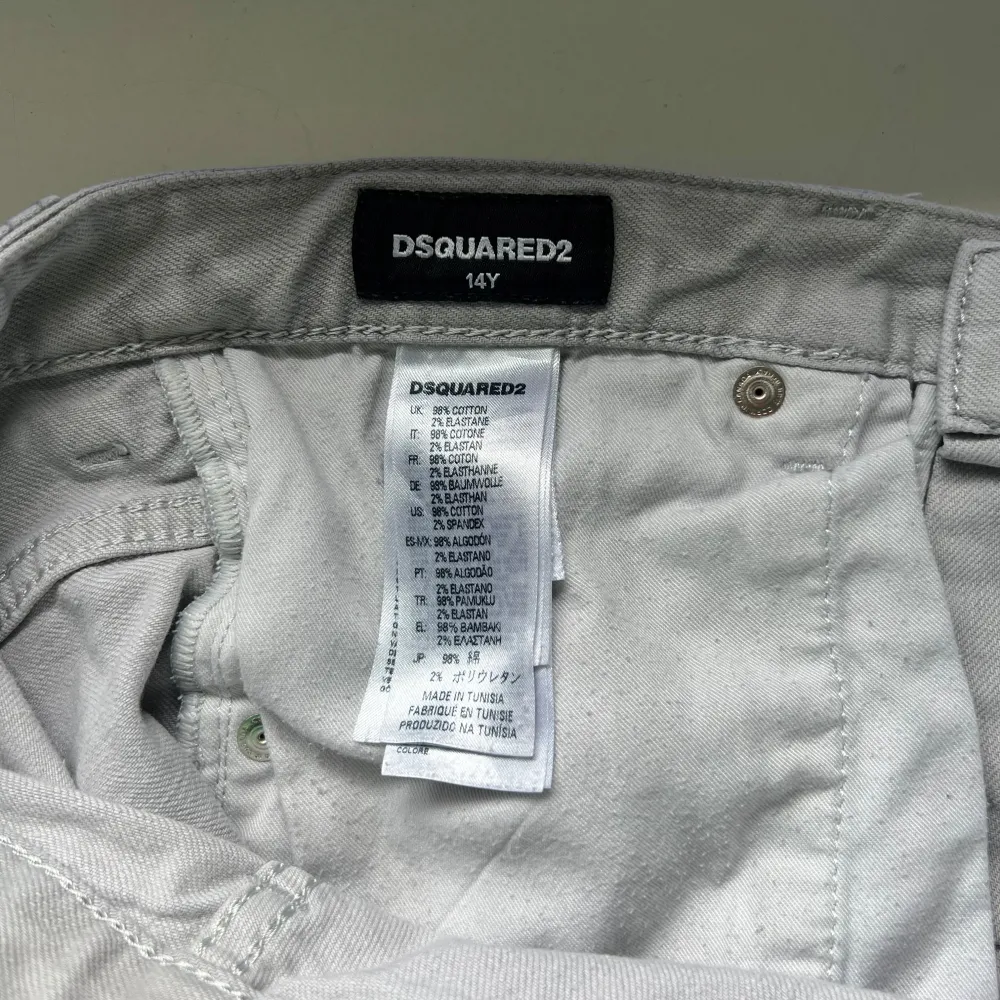 DSQUARED2
14Y
DSQUARED2
UK: 98% COTTON
2% ELASTANE
IT: 98% COTONE
2% ELASTAN
FR: 98% COTON
2% ELASTHANNE
DE: 98% BAUMWOLLE
2% ELASTHAN
US: 98% COTTON
2% SPANDEX
ES-MX: 98% ALGODÓN
2% ELASTANO
PT: 98% ALGODÃO
2% ELASTANO
TR: 98% PAMUKLU
2% ELASTAN
EL: 98% BAMBAKI
2% ΕΛΑΣΤΑΝΗ
JP: 98% 綿
2% ポリウレタン
MADE IN TUNISIA
FABRIQUÉ EN TUNISIE
PRODUZIDO NA TUNÍSIA
COLORE